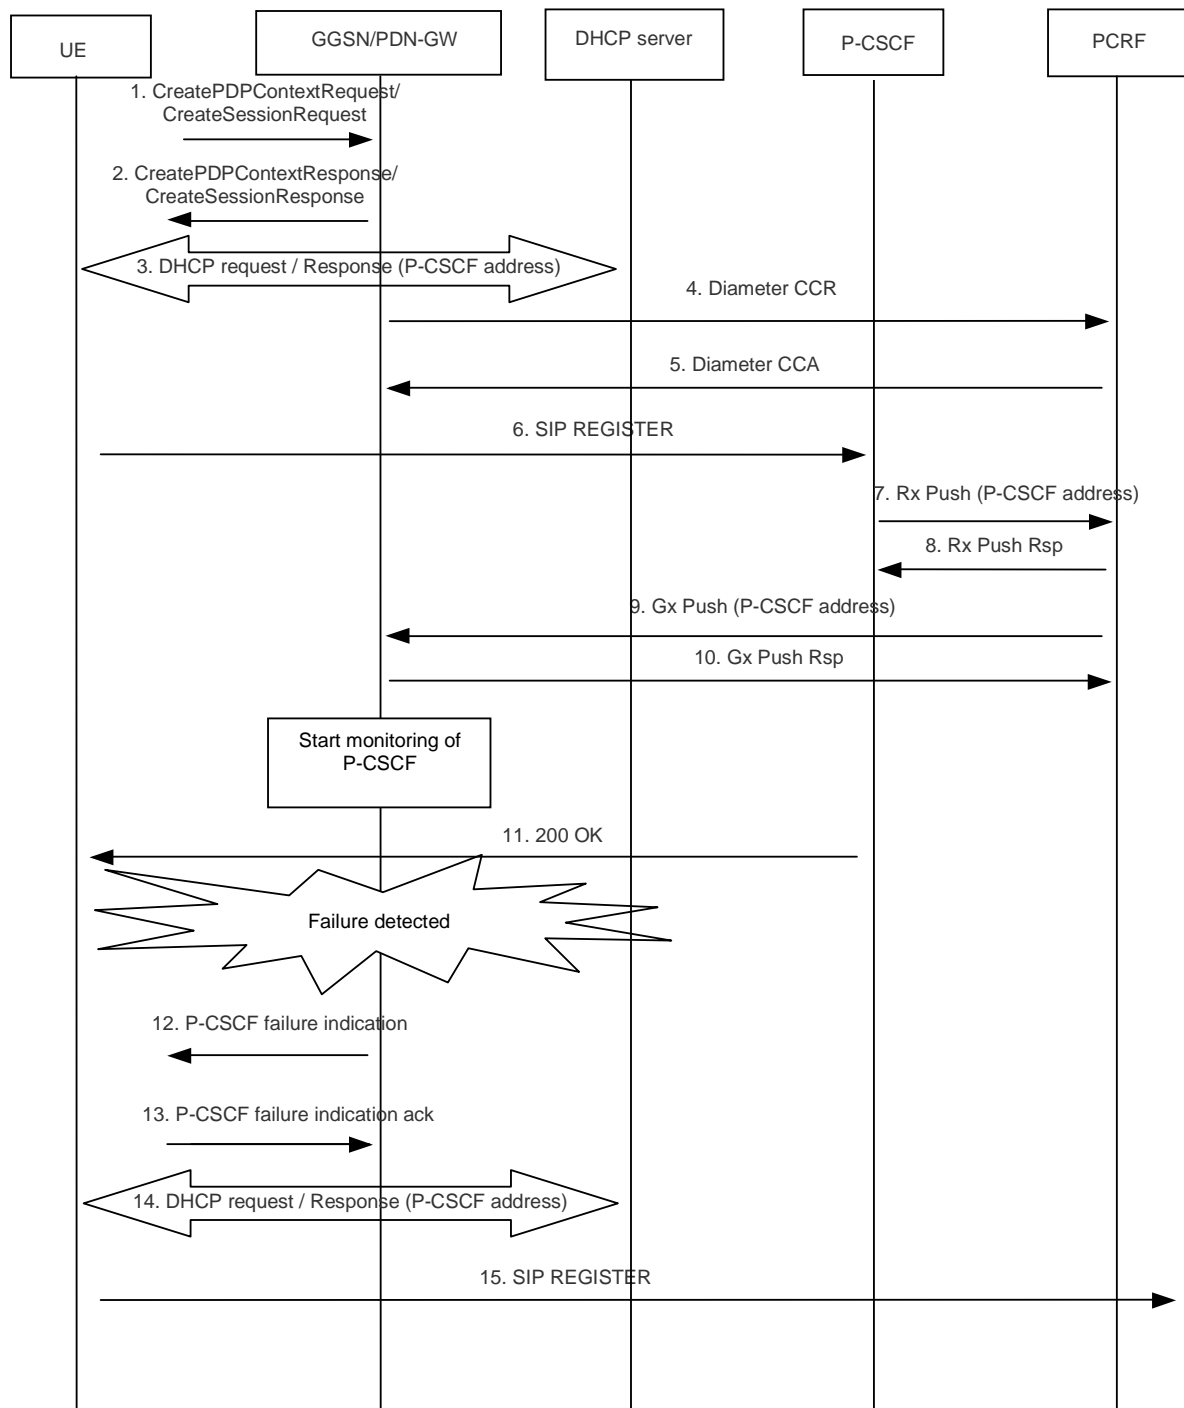 UE
GGSN/PDN-GW
DHCP server
P-CSCF
PCRF
1. CreatePDPContextRequest/
CreateSessionRequest
2. CreatePDPContextResponse/
CreateSessionResponse
3. DHCP request / Response (P-CSCF address)
4. Diameter CCR
5. Diameter CCA
6. SIP REGISTER
7. Rx Push (P-CSCF address)
8. Rx Push Rsp
9. Gx Push (P-CSCF address)
10. Gx Push Rsp
Start monitoring of
P-CSCF
11. 200 OK
Failure detected
12. P-CSCF failure indication
13. P-CSCF failure indication ack
14. DHCP request / Response (P-CSCF address)
15. SIP REGISTER